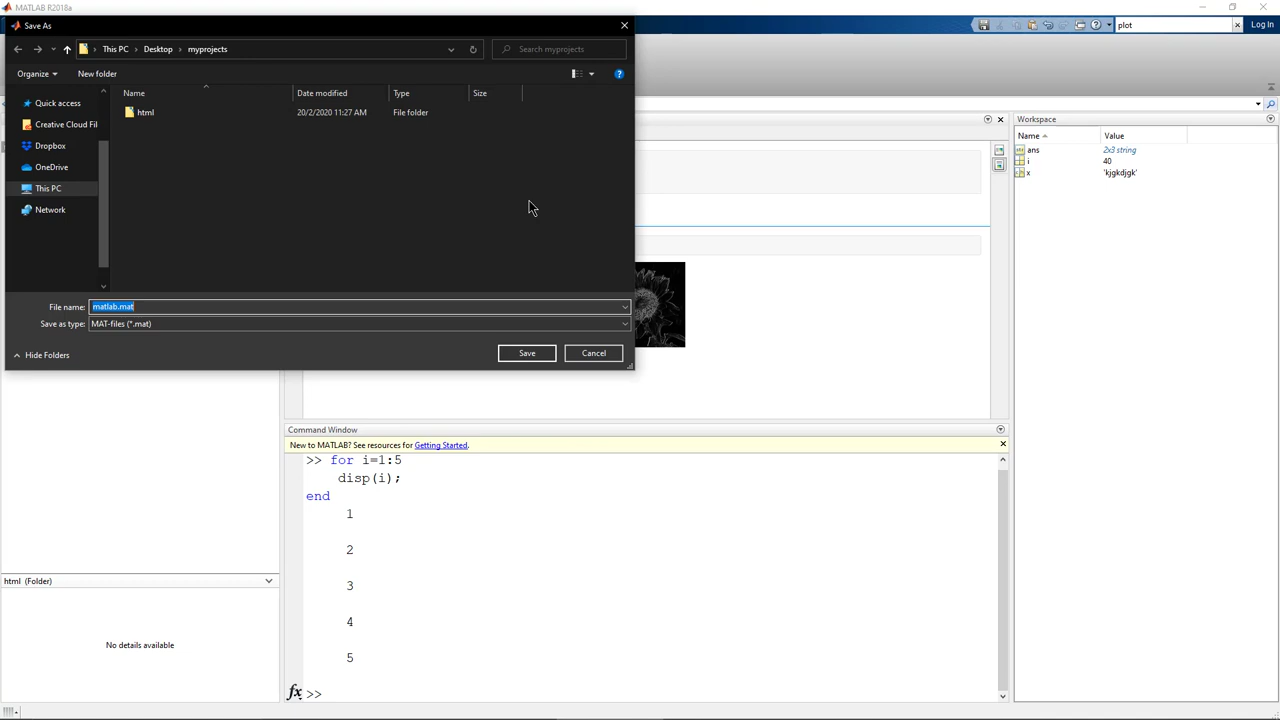 MATLAB R2018a
Save As
plot
Log In
This PC
Desktop
myprojects
Search myprojects
Organize
New folder
Name
Date modified
Type
Size
Quick access
html
20/2/2020 11:27 AM
File folder
Creative Cloud Fil
Dropbox
OneDrive
This PC
Network
File name:
matlab.mat
Save as type:
MAT-files (*.mat)
Hide Folders
Save
Cancel
Workspace
Name
Value
ans
2x3 string
i
40
x
'kjgkdjgk'
Command Window
New to MATLAB? See resources for Getting Started.
>> for i=1:5
disp(i);
end
1
2
3
4
5
fx >>
html (Folder)
No details available